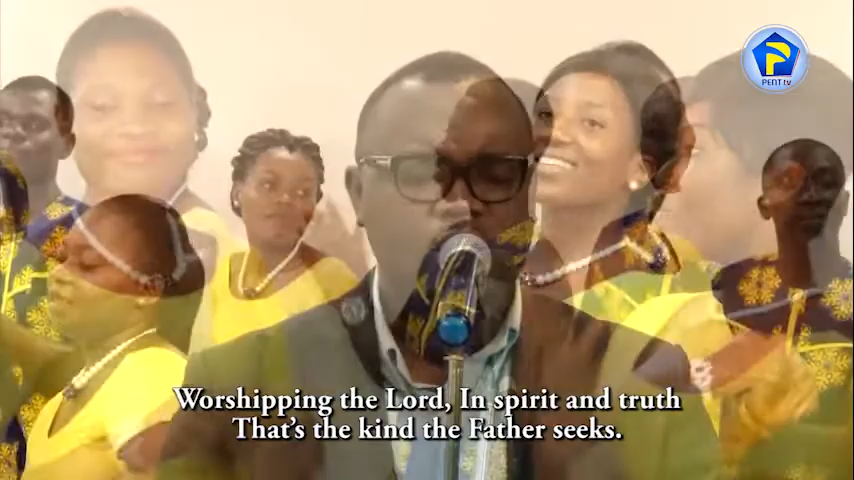 P
PENT tv
Worshipping the Lord, In spirit and truth
That's the kind the Father seeks.